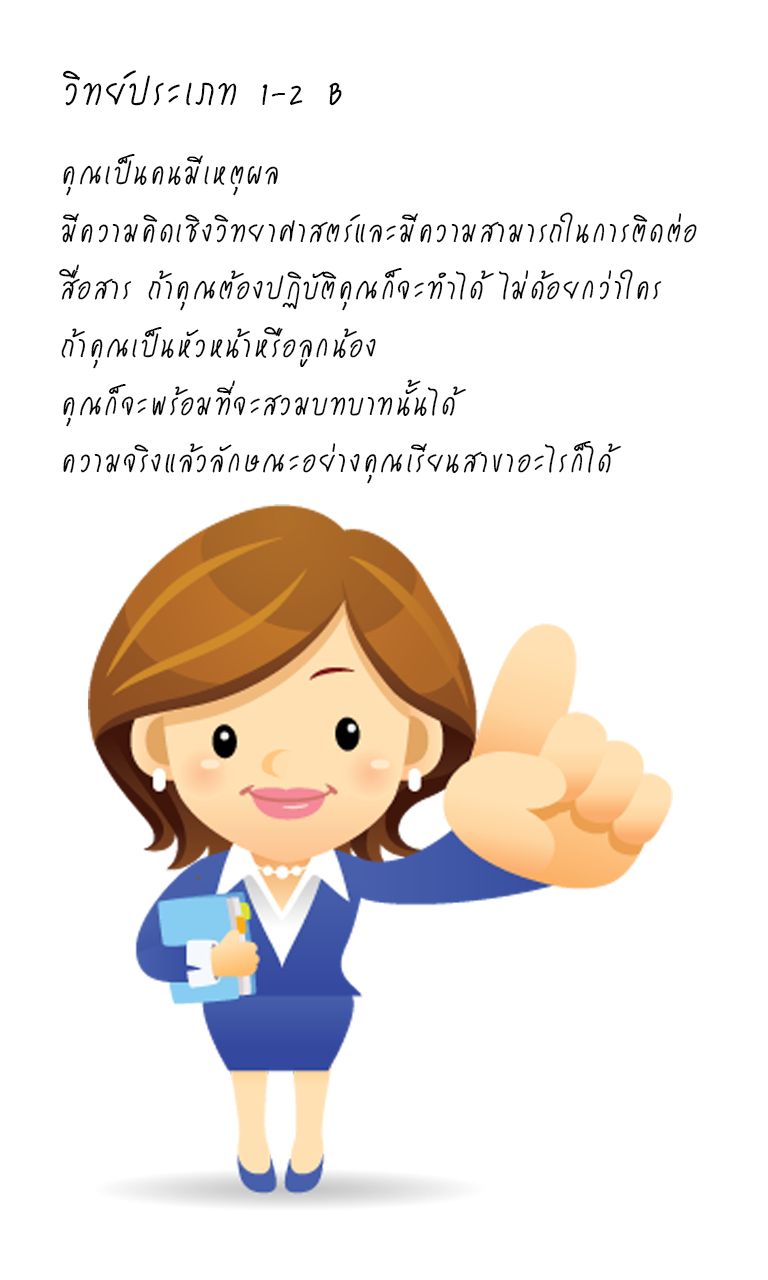 วิทย์ประเภท 1-2 B
คุณเป็นคนมีเหตุผล
มีความคิดเชิงวิทยาศาสตร์และมีความสามารถในการติดต่อ
สื่อสาร ถ้าคุณต้องปฏิบัติคุณก็จะทำได้ ไม่ด้อยกว่าใคร
ถ้าคุณเป็นหัวหน้าหรือลูกน้อง
คุณก็จะพร้อมที่จะสวมบทบาทนั้นได้
ความจริงแล้วลักษณะอย่างคุณเรียนสาขาอะไรก็ได้